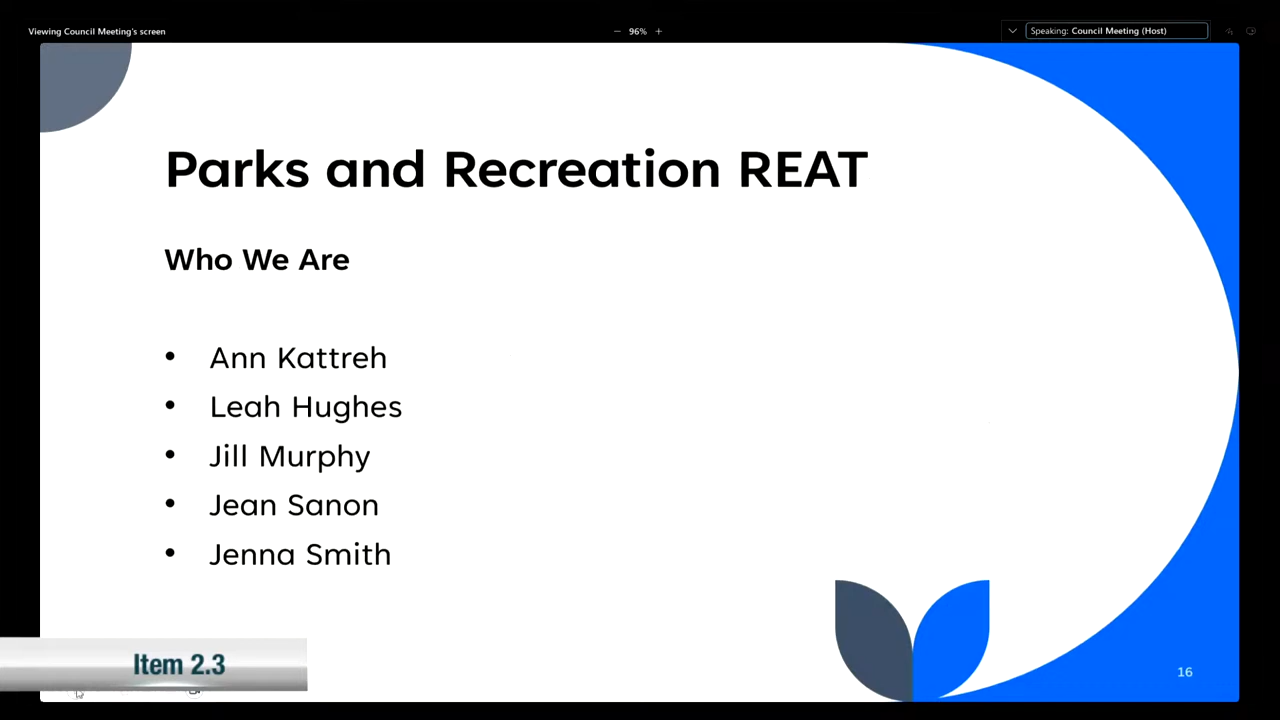 Viewing Council Meeting's screen
− 96% +
Speaking: Council Meeting (Host)
Parks and Recreation REAT
Who We Are
• Ann Kattreh
• Leah Hughes
• Jill Murphy
• Jean Sanon
• Jenna Smith
Item 2.3
16